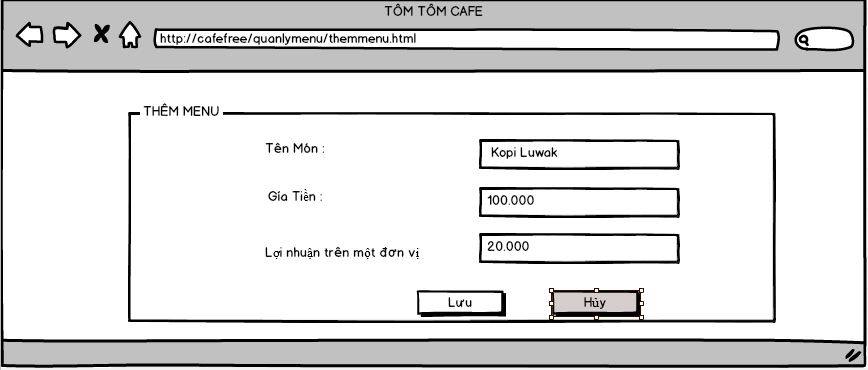 TÔM TÔM CAFE
http://cafefree/quanlymenu/themmenu.html
THÊM MENU
Tên Món :
Kopi Luwak
Gía Tiền :
100.000
Lợi nhuận trên một đơn vị
20.000
Lưu
Hủy